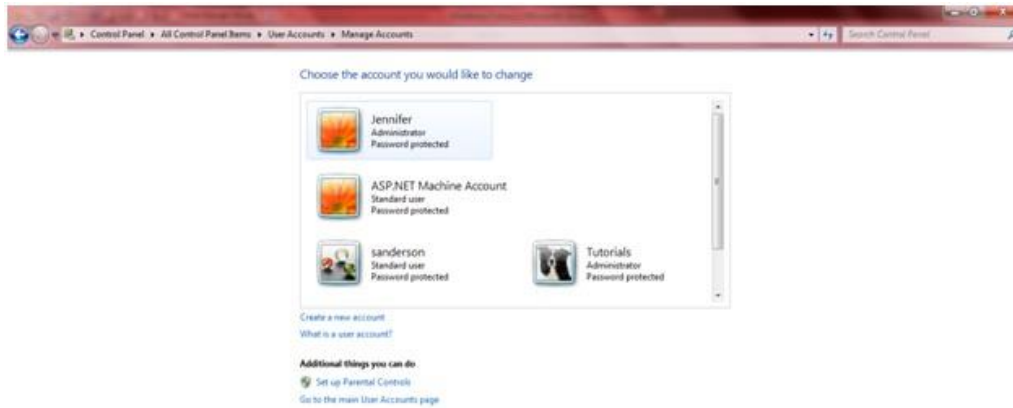 Control Panel ▸ All Control Panel Items ▸ User Accounts ▸ Manage Accounts
Search Control Panel
Choose the account you would like to change
Jennifer
Administrator
Password protected
ASP.NET Machine Account
Standard user
Password protected
sanderson
Standard user
Password protected
Tutorials
Administrator
Password protected
Create a new account
What is a user account?
Additional things you can do
Set up Parental Controls
Go to the main User Accounts page